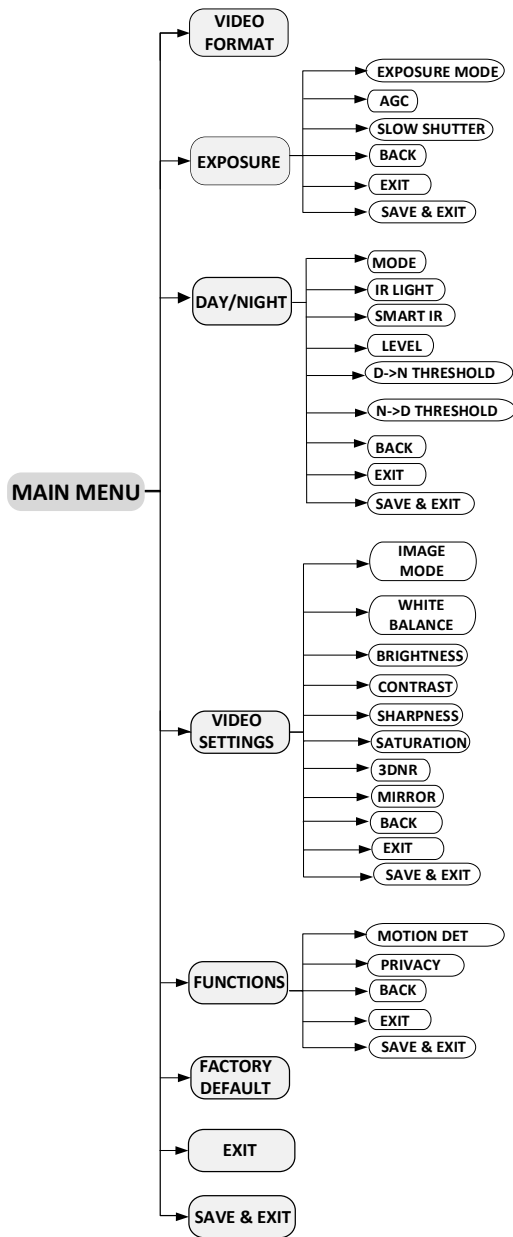 VIDEO
FORMAT
EXPOSURE MODE
AGC
SLOW SHUTTER
EXPOSURE
BACK
EXIT
SAVE & EXIT
MODE
IR LIGHT
DAY/NIGHT
SMART IR
LEVEL
D->N THRESHOLD
N->D THRESHOLD
BACK
EXIT
SAVE & EXIT
MAIN MENU
IMAGE
MODE
WHITE
BALANCE
BRIGHTNESS
CONTRAST
SHARPNESS
VIDEO
SETTINGS
SATURATION
3DNR
MIRROR
BACK
EXIT
SAVE & EXIT
MOTION DET
PRIVACY
FUNCTIONS
BACK
EXIT
SAVE & EXIT
FACTORY
DEFAULT
EXIT
SAVE & EXIT